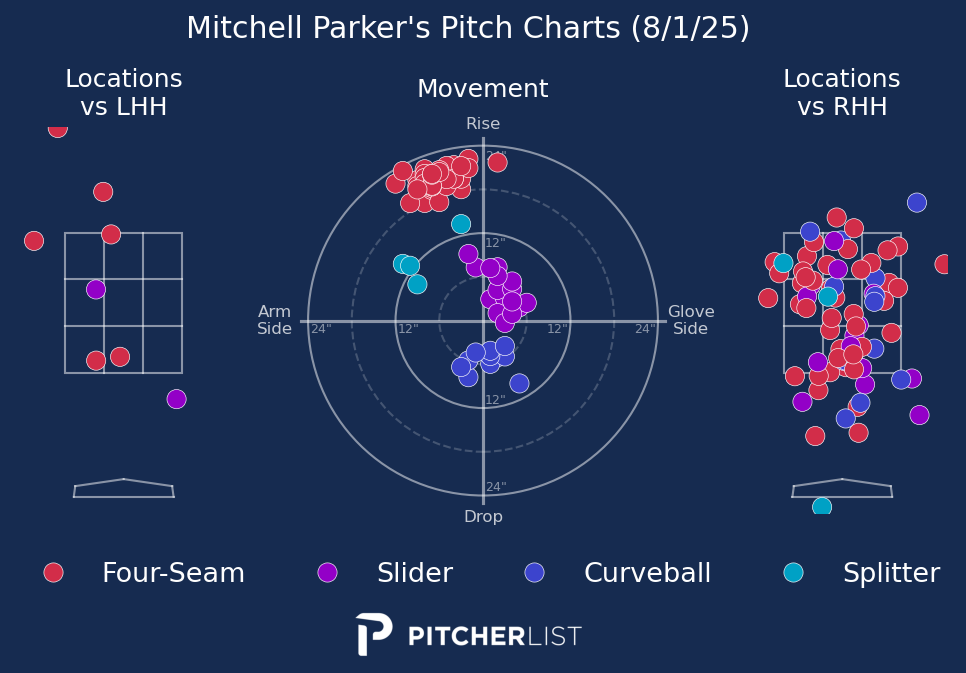 Mitchell Parker's Pitch Charts (8/1/25)
Locations
vs LHH
Movement
Locations
vs RHH
Rise
24"
12"
Arm
Side
24"
12"
12"
24"
Glove
Side
12"
24"
Drop
Four-Seam
Slider
Curveball
Splitter
PITCHERLIST